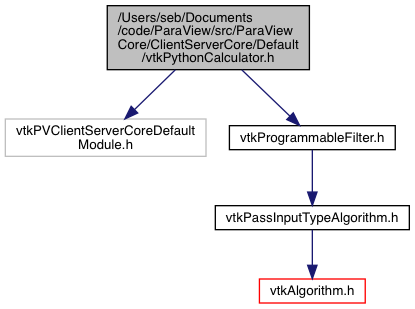 /Users/seb/Documents
/code/ParaView/src/ParaView
Core/ClientServerCore/Default
/vtkPythonCalculator.h
vtkPVClientServerCoreDefault
Module.h
vtkProgrammableFilter.h
vtkPassInputTypeAlgorithm.h
vtkAlgorithm.h